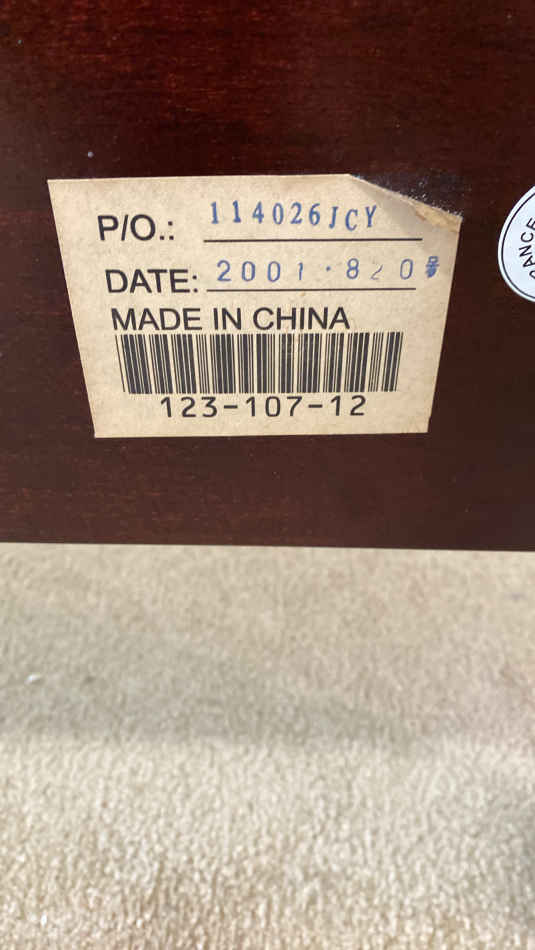 P/O.: 114026JCY
DATE: 2001·820
MADE IN CHINA
123-107-12